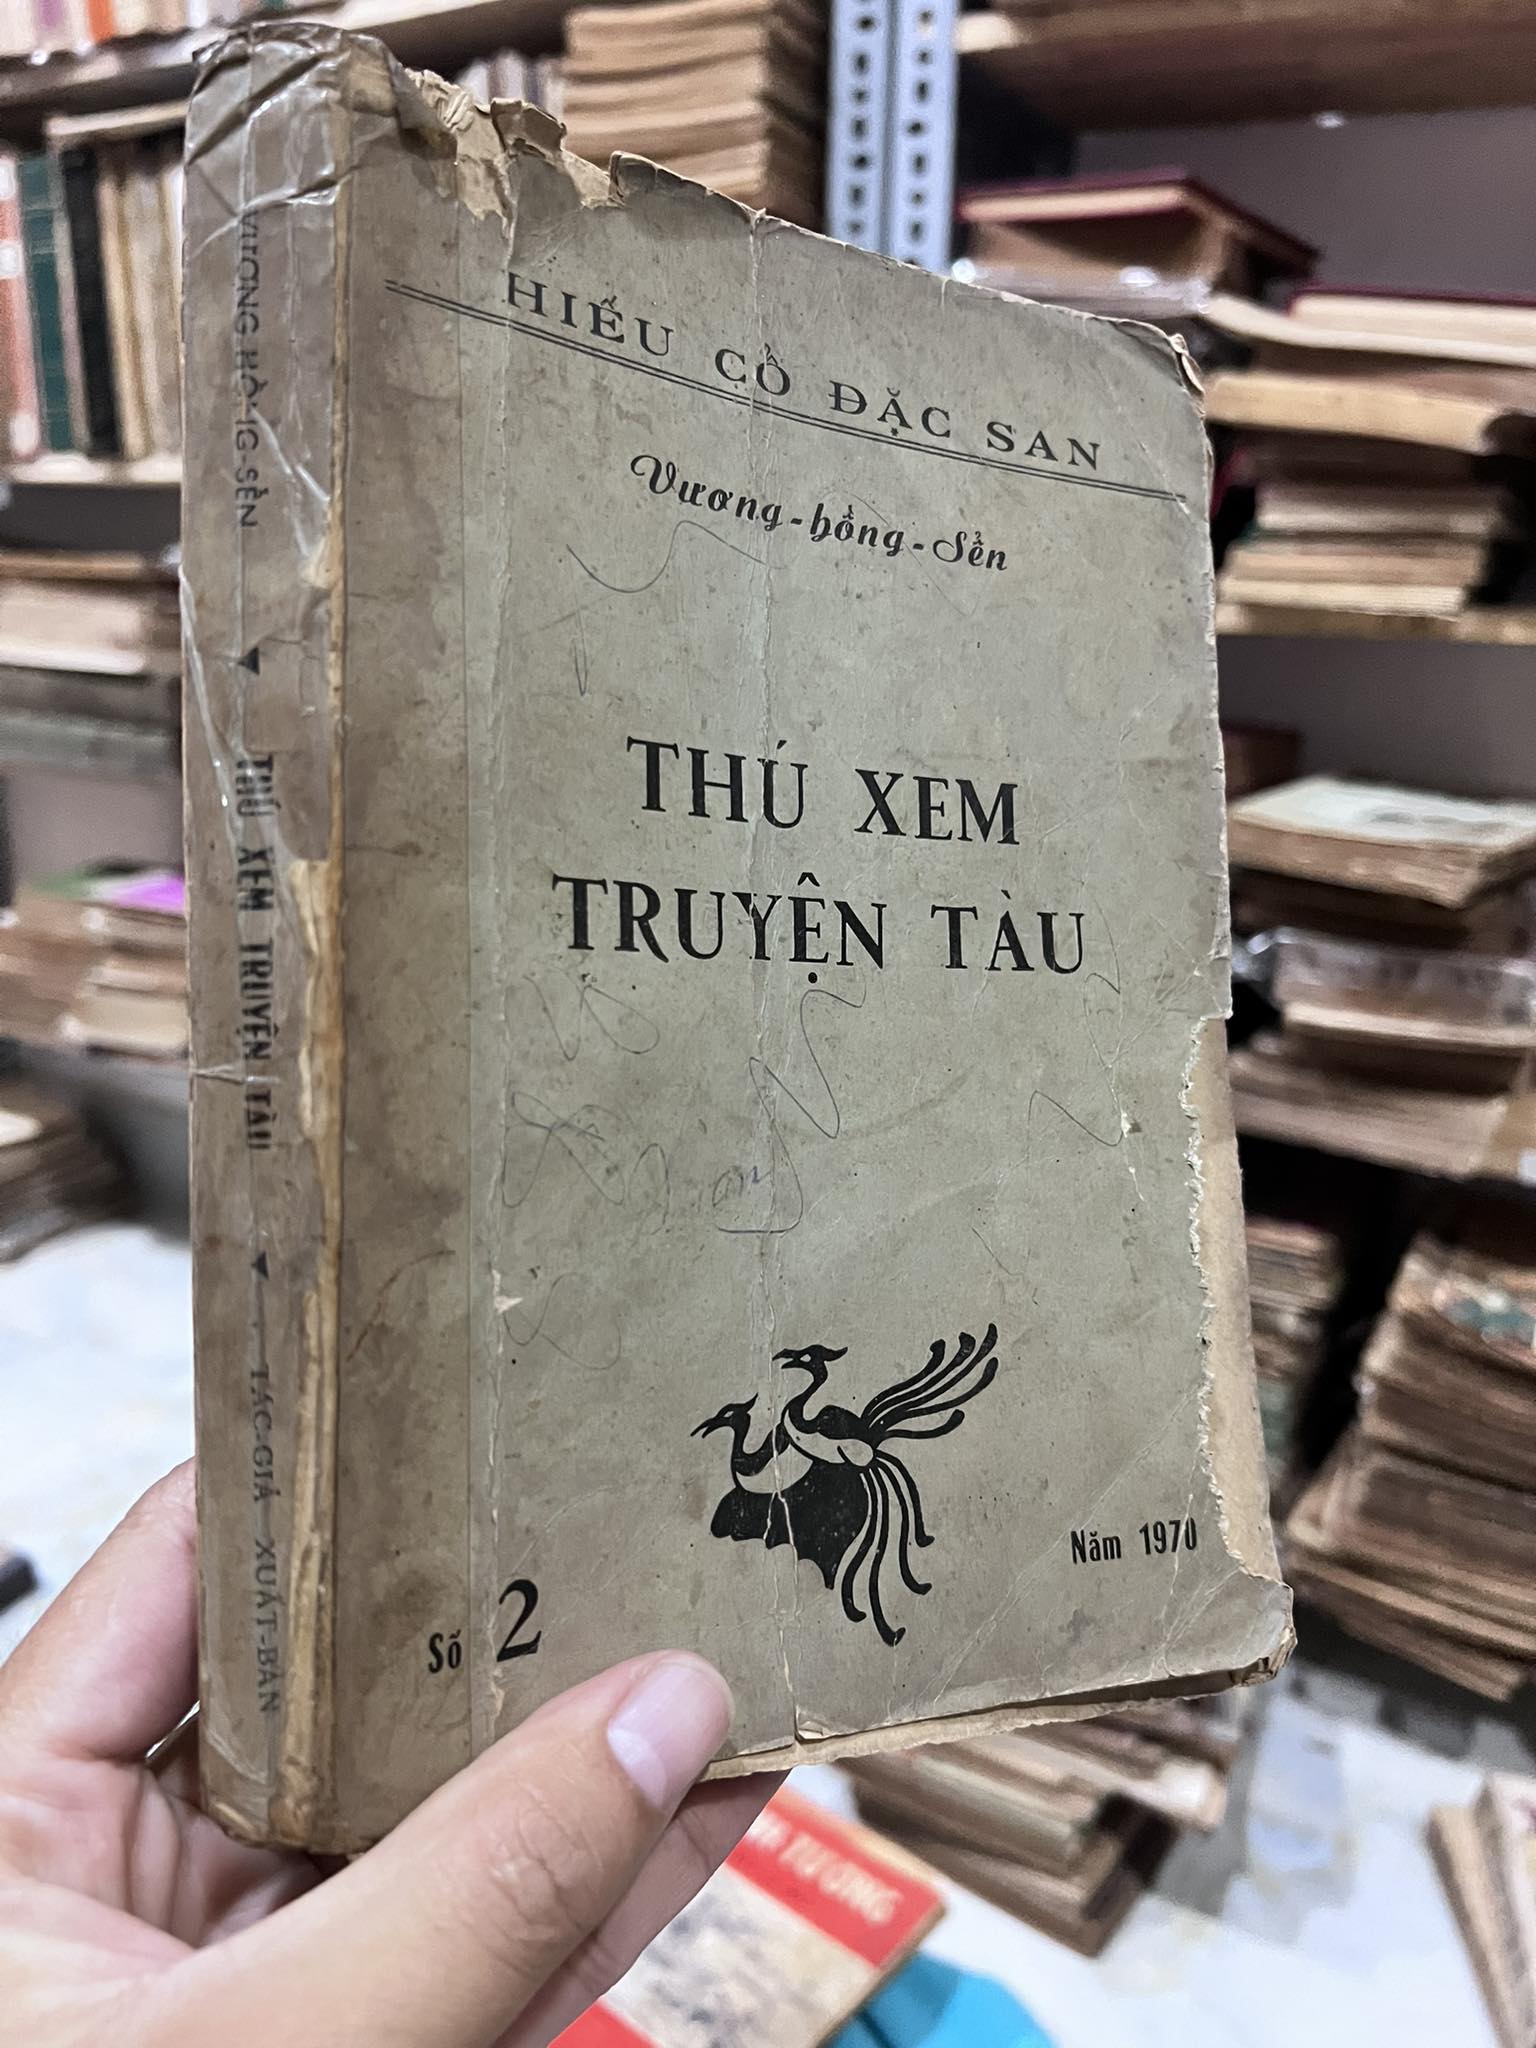 HIẾU CỔ ĐẶC SAN
Vương-hồng-Sển
THÚ XEM
TRUYỆN TÀU
Số 2
Năm 1970
VƯƠNG HỒNG-SỂN
THÚ XEM TRUYỆN TÀU
TÁC-GIẢ XUẤT-BẢN
TƯỚNG